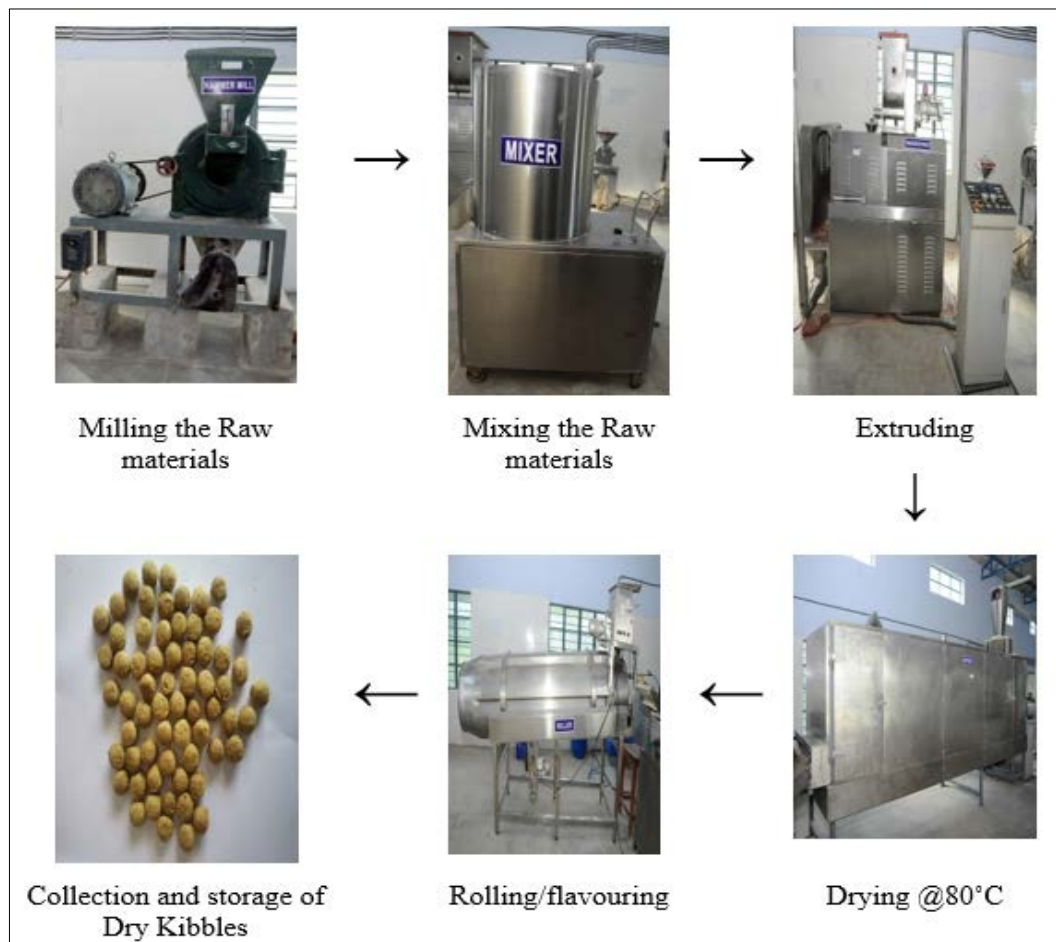 HAMMER MILL
MIXER
Milling the Raw
materials
Mixing the Raw
materials
Extruding
ROLLER
Collection and storage of
Dry Kibbles
Rolling/flavouring
Drying @80°C